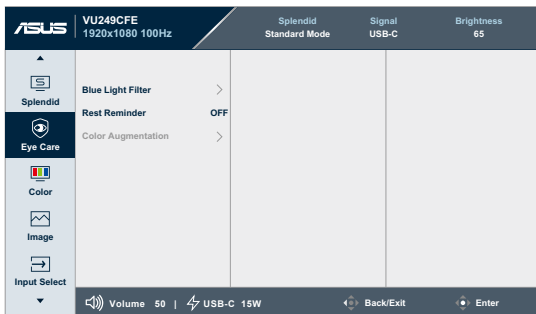 ASUS
VU249CFE
1920x1080 100Hz
Splendid
Standard Mode
Signal
USB-C
Brightness
65
Splendid
Eye Care
Color
Image
Input Select
Blue Light Filter
Rest Reminder OFF
Color Augmentation
Volume 50 | USB-C 15W
Back/Exit
Enter